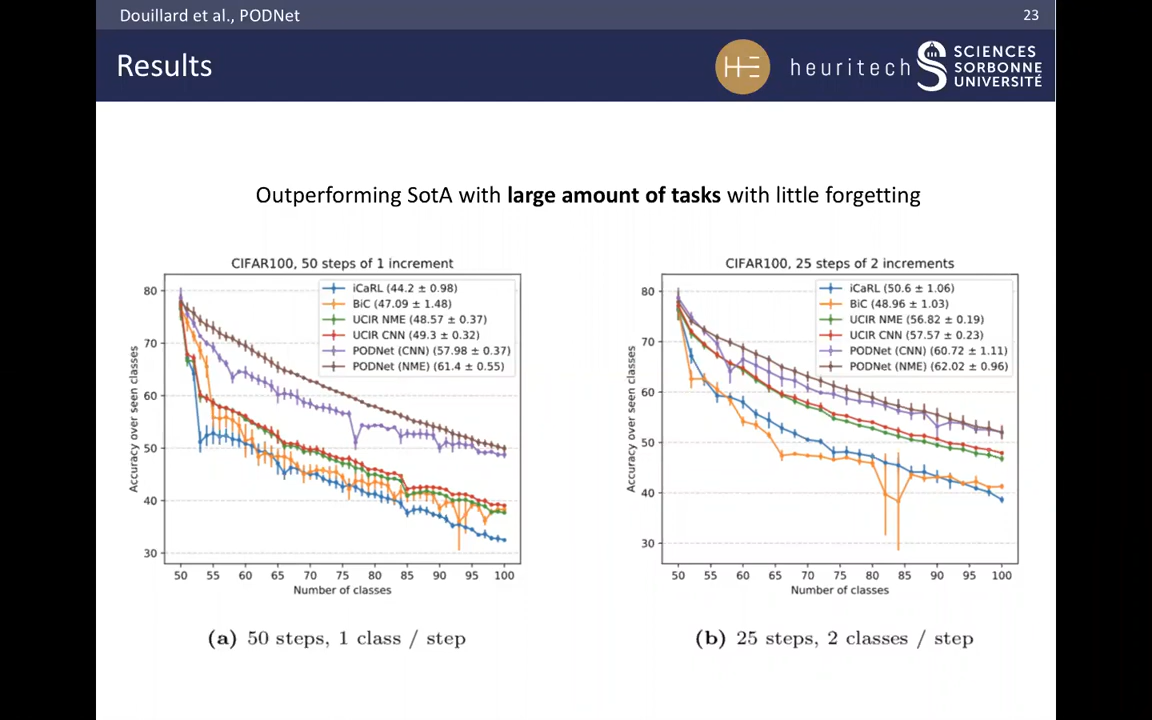 Douillard et al., PODNet
23
Results
heuritech
SCIENCES
SORBONNE
UNIVERSITÉ
Outperforming SotA with large amount of tasks with little forgetting
CIFAR100, 50 steps of 1 increment
iCaRL (44.2 ± 0.98)
BiC (47.09 ± 1.48)
UCIR NME (48.57 ± 0.37)
UCIR CNN (49.3 ± 0.32)
PODNet (CNN) (57.98 ± 0.37)
PODNet (NME) (61.4 ± 0.55)
Accuracy over seen classes
80
70
60
50
40
30
50 55 60 65 70 75 80 85 90 95 100
Number of classes
(a) 50 steps, 1 class / step
CIFAR100, 25 steps of 2 increments
iCaRL (50.6 ± 1.06)
BiC (48.96 ± 1.03)
UCIR NME (56.82 ± 0.19)
UCIR CNN (57.57 ± 0.23)
PODNet (CNN) (60.72 ± 1.11)
PODNet (NME) (62.02 ± 0.96)
Accuracy over seen classes
80
70
60
50
40
30
50 55 60 65 70 75 80 85 90 95 100
Number of classes
(b) 25 steps, 2 classes / step